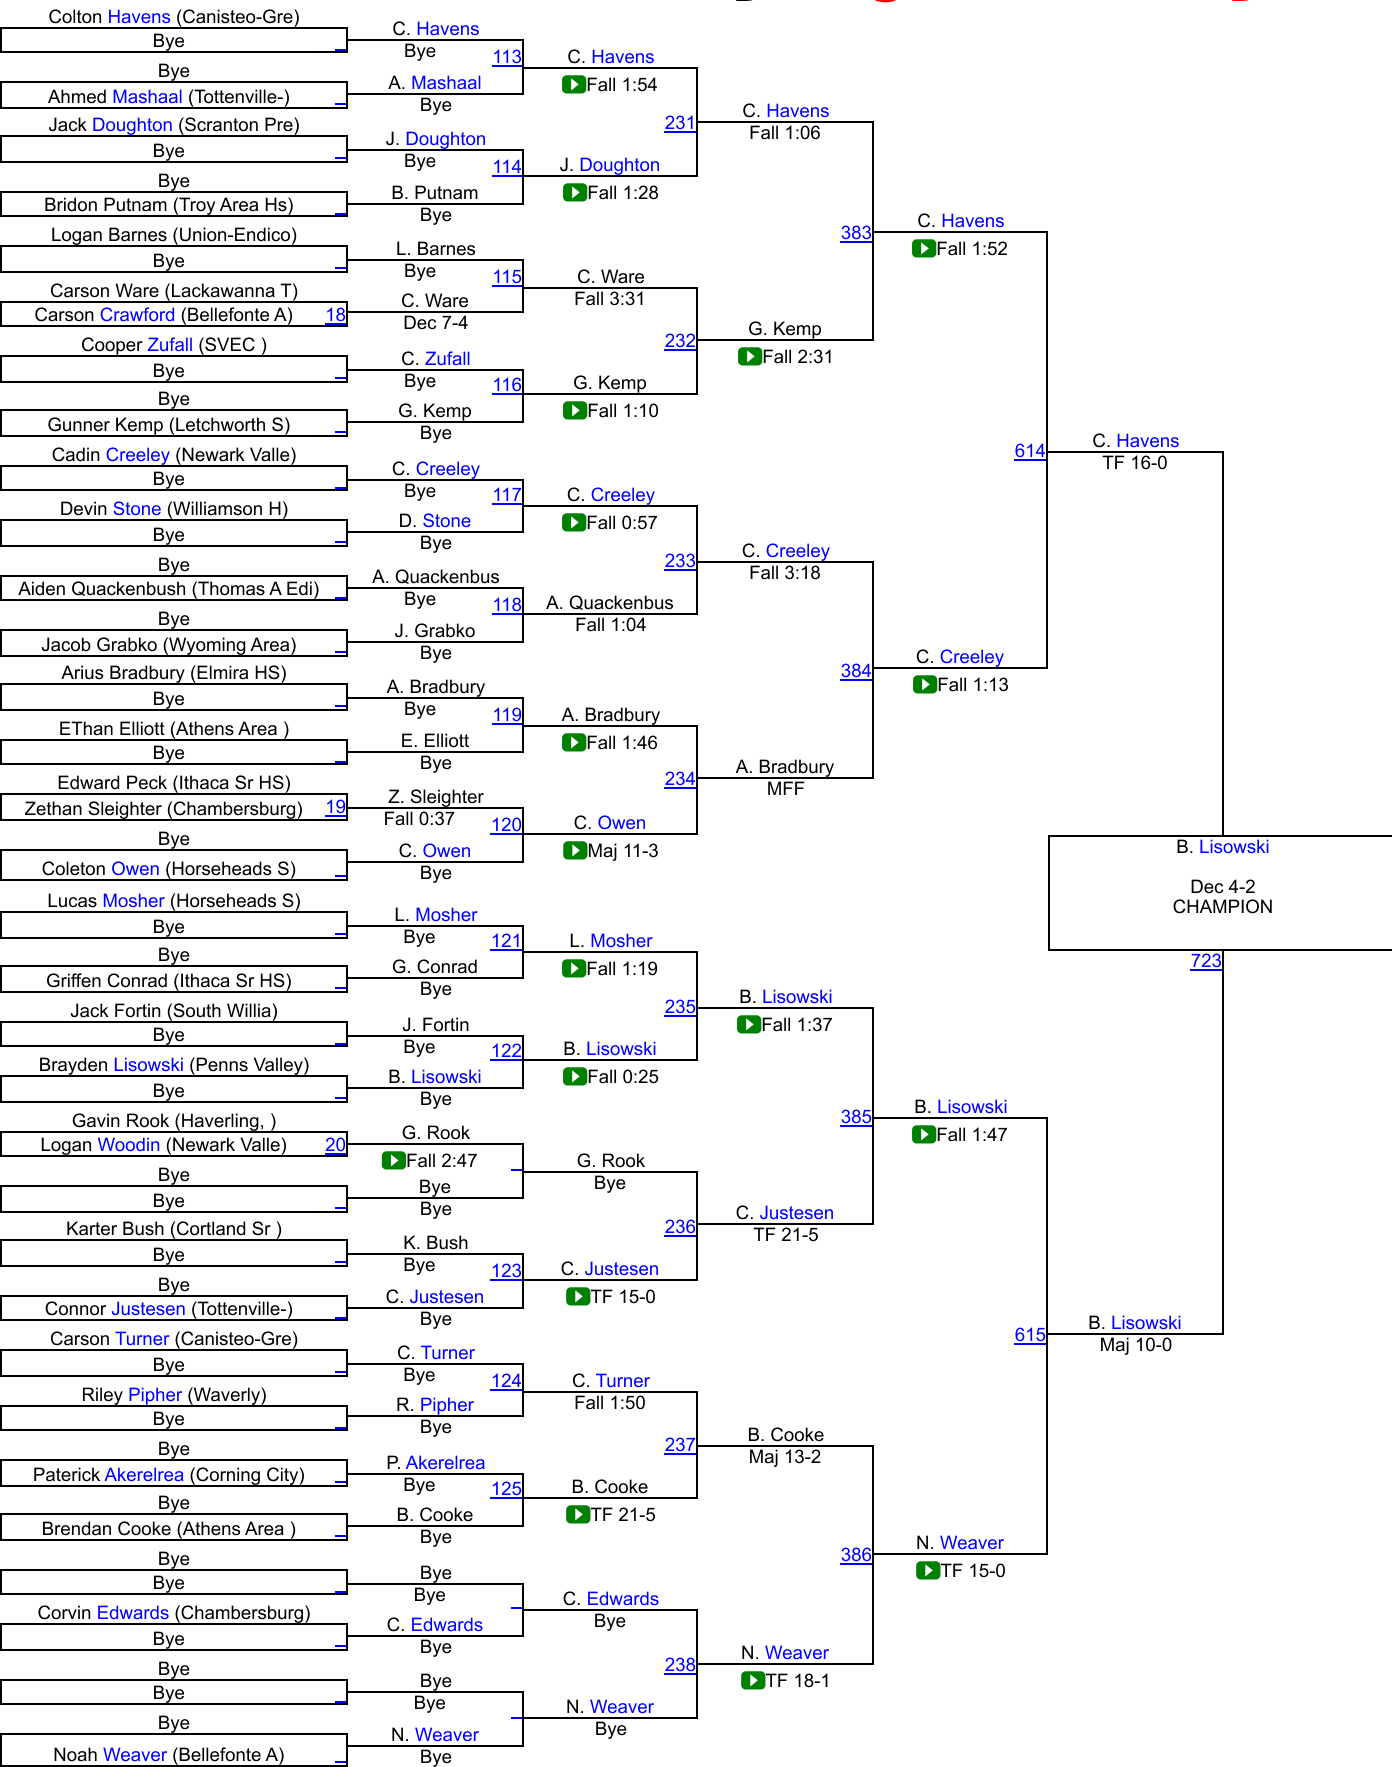 Colton Havens (Canisteo-Gre)
Bye
Bye
Ahmed Mashaal (Tottenville-)
Jack Doughton (Scranton Pre)
Bye
Bye
Bridon Putnam (Troy Area Hs)
Logan Barnes (Union-Endico)
Bye
Carson Ware (Lackawanna T)
Carson Crawford (Bellefonte A) 18
Cooper Zufall (SVEC )
Bye
Bye
Gunner Kemp (Letchworth S)
Cadin Creeley (Newark Valle)
Bye
Devin Stone (Williamson H)
Bye
Bye
Aiden Quackenbush (Thomas A Edi)
Bye
Jacob Grabko (Wyoming Area)
Arius Bradbury (Elmira HS)
Bye
EThan Elliott (Athens Area )
Bye
Edward Peck (Ithaca Sr HS)
Zethan Sleighter (Chambersburg) 19
Bye
Coleton Owen (Horseheads S)
Lucas Mosher (Horseheads S)
Bye
Bye
Griffen Conrad (Ithaca Sr HS)
Jack Fortin (South Willia)
Bye
Brayden Lisowski (Penns Valley)
Bye
Gavin Rook (Haverling, )
Logan Woodin (Newark Valle) 20
Bye
Bye
Karter Bush (Cortland Sr )
Bye
Bye
Connor Justesen (Tottenville-)
Carson Turner (Canisteo-Gre)
Bye
Riley Pipher (Waverly)
Bye
Bye
Paterick Akerelrea (Corning City)
Bye
Brendan Cooke (Athens Area )
Bye
Bye
Corvin Edwards (Chambersburg)
Bye
Bye
Bye
Bye
Noah Weaver (Bellefonte A)
C. Havens
Bye
113
A. Mashaal
Bye
J. Doughton
Bye
114
B. Putnam
Bye
L. Barnes
Bye
115
C. Ware
Dec 7-4
C. Zufall
Bye
116
G. Kemp
Bye
C. Creeley
Bye
117
D. Stone
Bye
A. Quackenbus
Bye
118
J. Grabko
Bye
A. Bradbury
Bye
119
E. Elliott
Bye
Z. Sleighter
Fall 0:37
120
C. Owen
Bye
L. Mosher
Bye
121
G. Conrad
Bye
J. Fortin
Bye
122
B. Lisowski
Bye
G. Rook
Fall 2:47
Bye
Bye
K. Bush
Bye
123
C. Justesen
Bye
C. Turner
Bye
124
R. Pipher
Bye
P. Akerelrea
Bye
125
B. Cooke
Bye
Bye
Bye
C. Edwards
Bye
Bye
Bye
N. Weaver
Bye
C. Havens
Fall 1:54
231
J. Doughton
Fall 1:28
C. Ware
Fall 3:31
232
G. Kemp
Fall 1:10
C. Creeley
Fall 0:57
233
A. Quackenbus
Fall 1:04
A. Bradbury
Fall 1:46
234
C. Owen
Maj 11-3
L. Mosher
Fall 1:19
235
B. Lisowski
Fall 0:25
G. Rook
Bye
236
C. Justesen
TF 15-0
C. Turner
Fall 1:50
237
B. Cooke
TF 21-5
C. Edwards
Bye
238
N. Weaver
Bye
C. Havens
Fall 1:06
383
G. Kemp
Fall 2:31
C. Creeley
Fall 3:18
384
A. Bradbury
MFF
B. Lisowski
Fall 1:37
385
C. Justesen
TF 21-5
B. Cooke
Maj 13-2
386
N. Weaver
TF 18-1
C. Havens
Fall 1:52
614
C. Creeley
Fall 1:13
B. Lisowski
Fall 1:47
615
N. Weaver
TF 15-0
C. Havens
TF 16-0
B. Lisowski
Dec 4-2
CHAMPION
723
B. Lisowski
Maj 10-0